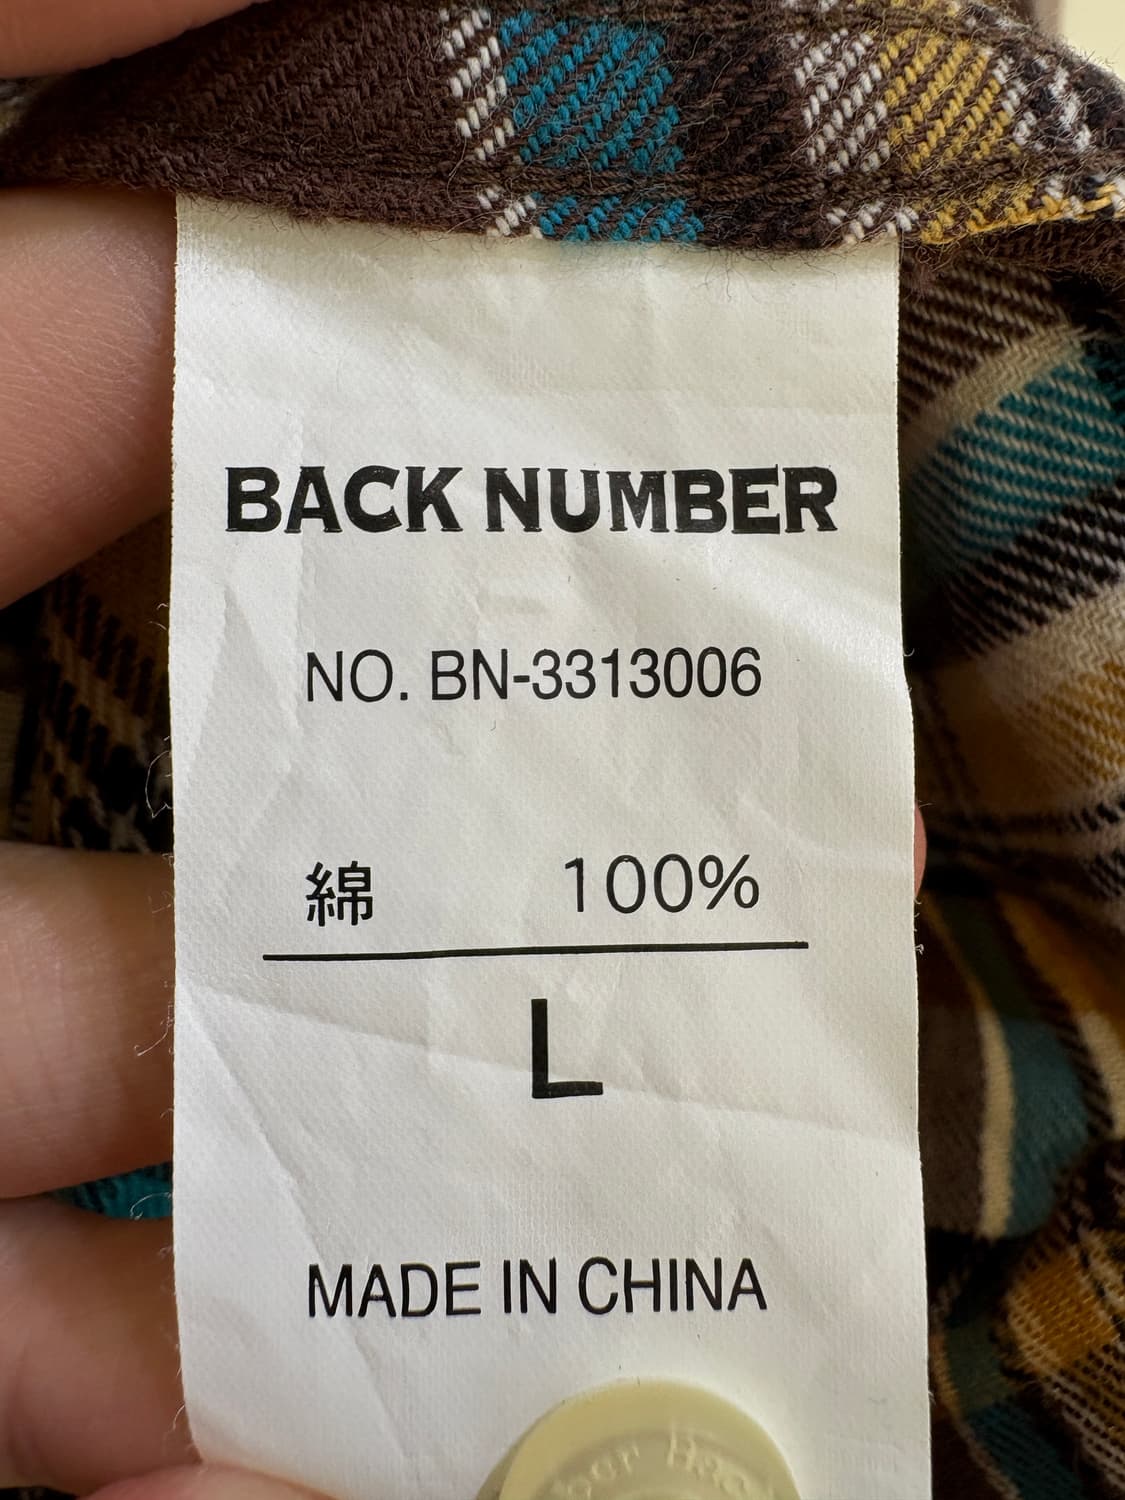 BACK NUMBER
NO. BN-3313006
綿 100%
L
MADE IN CHINA